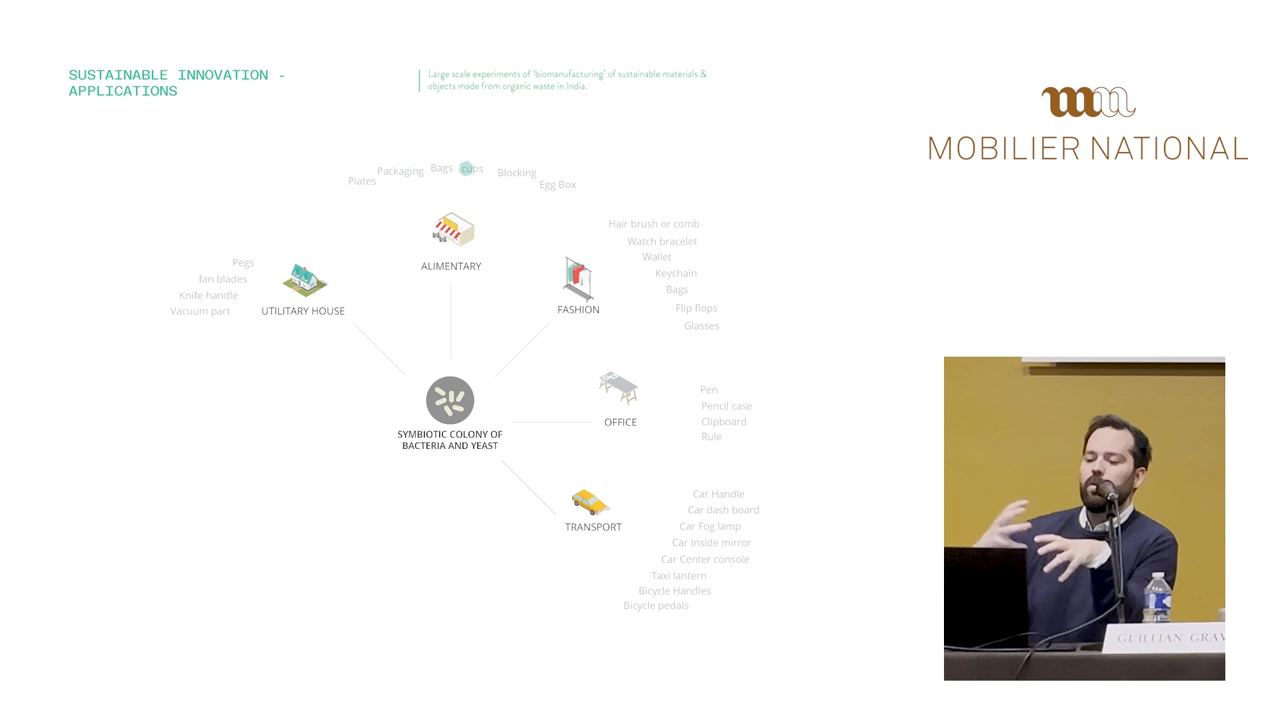 SUSTAINABLE INNOVATION -
APPLICATIONS
Large scale experiments of 'biomanufacturing' of sustainable materials &
objects made from organic waste in India.
mm
MOBILIER NATIONAL
Plates
Packaging
Bags
cups
Blocking
Egg Box
ALIMENTARY
Pegs
fan blades
Knife handle
Vacuum part
UTILITARY HOUSE
Hair brush or comb
Watch bracelet
Wallet
Keychain
Bags
Flip flops
Glasses
FASHION
SYMBIOTIC COLONY OF
BACTERIA AND YEAST
OFFICE
Pen
Pencil case
Clipboard
Rule
TRANSPORT
Car Handle
Car dash board
Car Fog lamp
Car Inside mirror
Car Center console
Taxi lantern
Bicycle Handles
Bicycle pedals
GUILLIAN GRAV